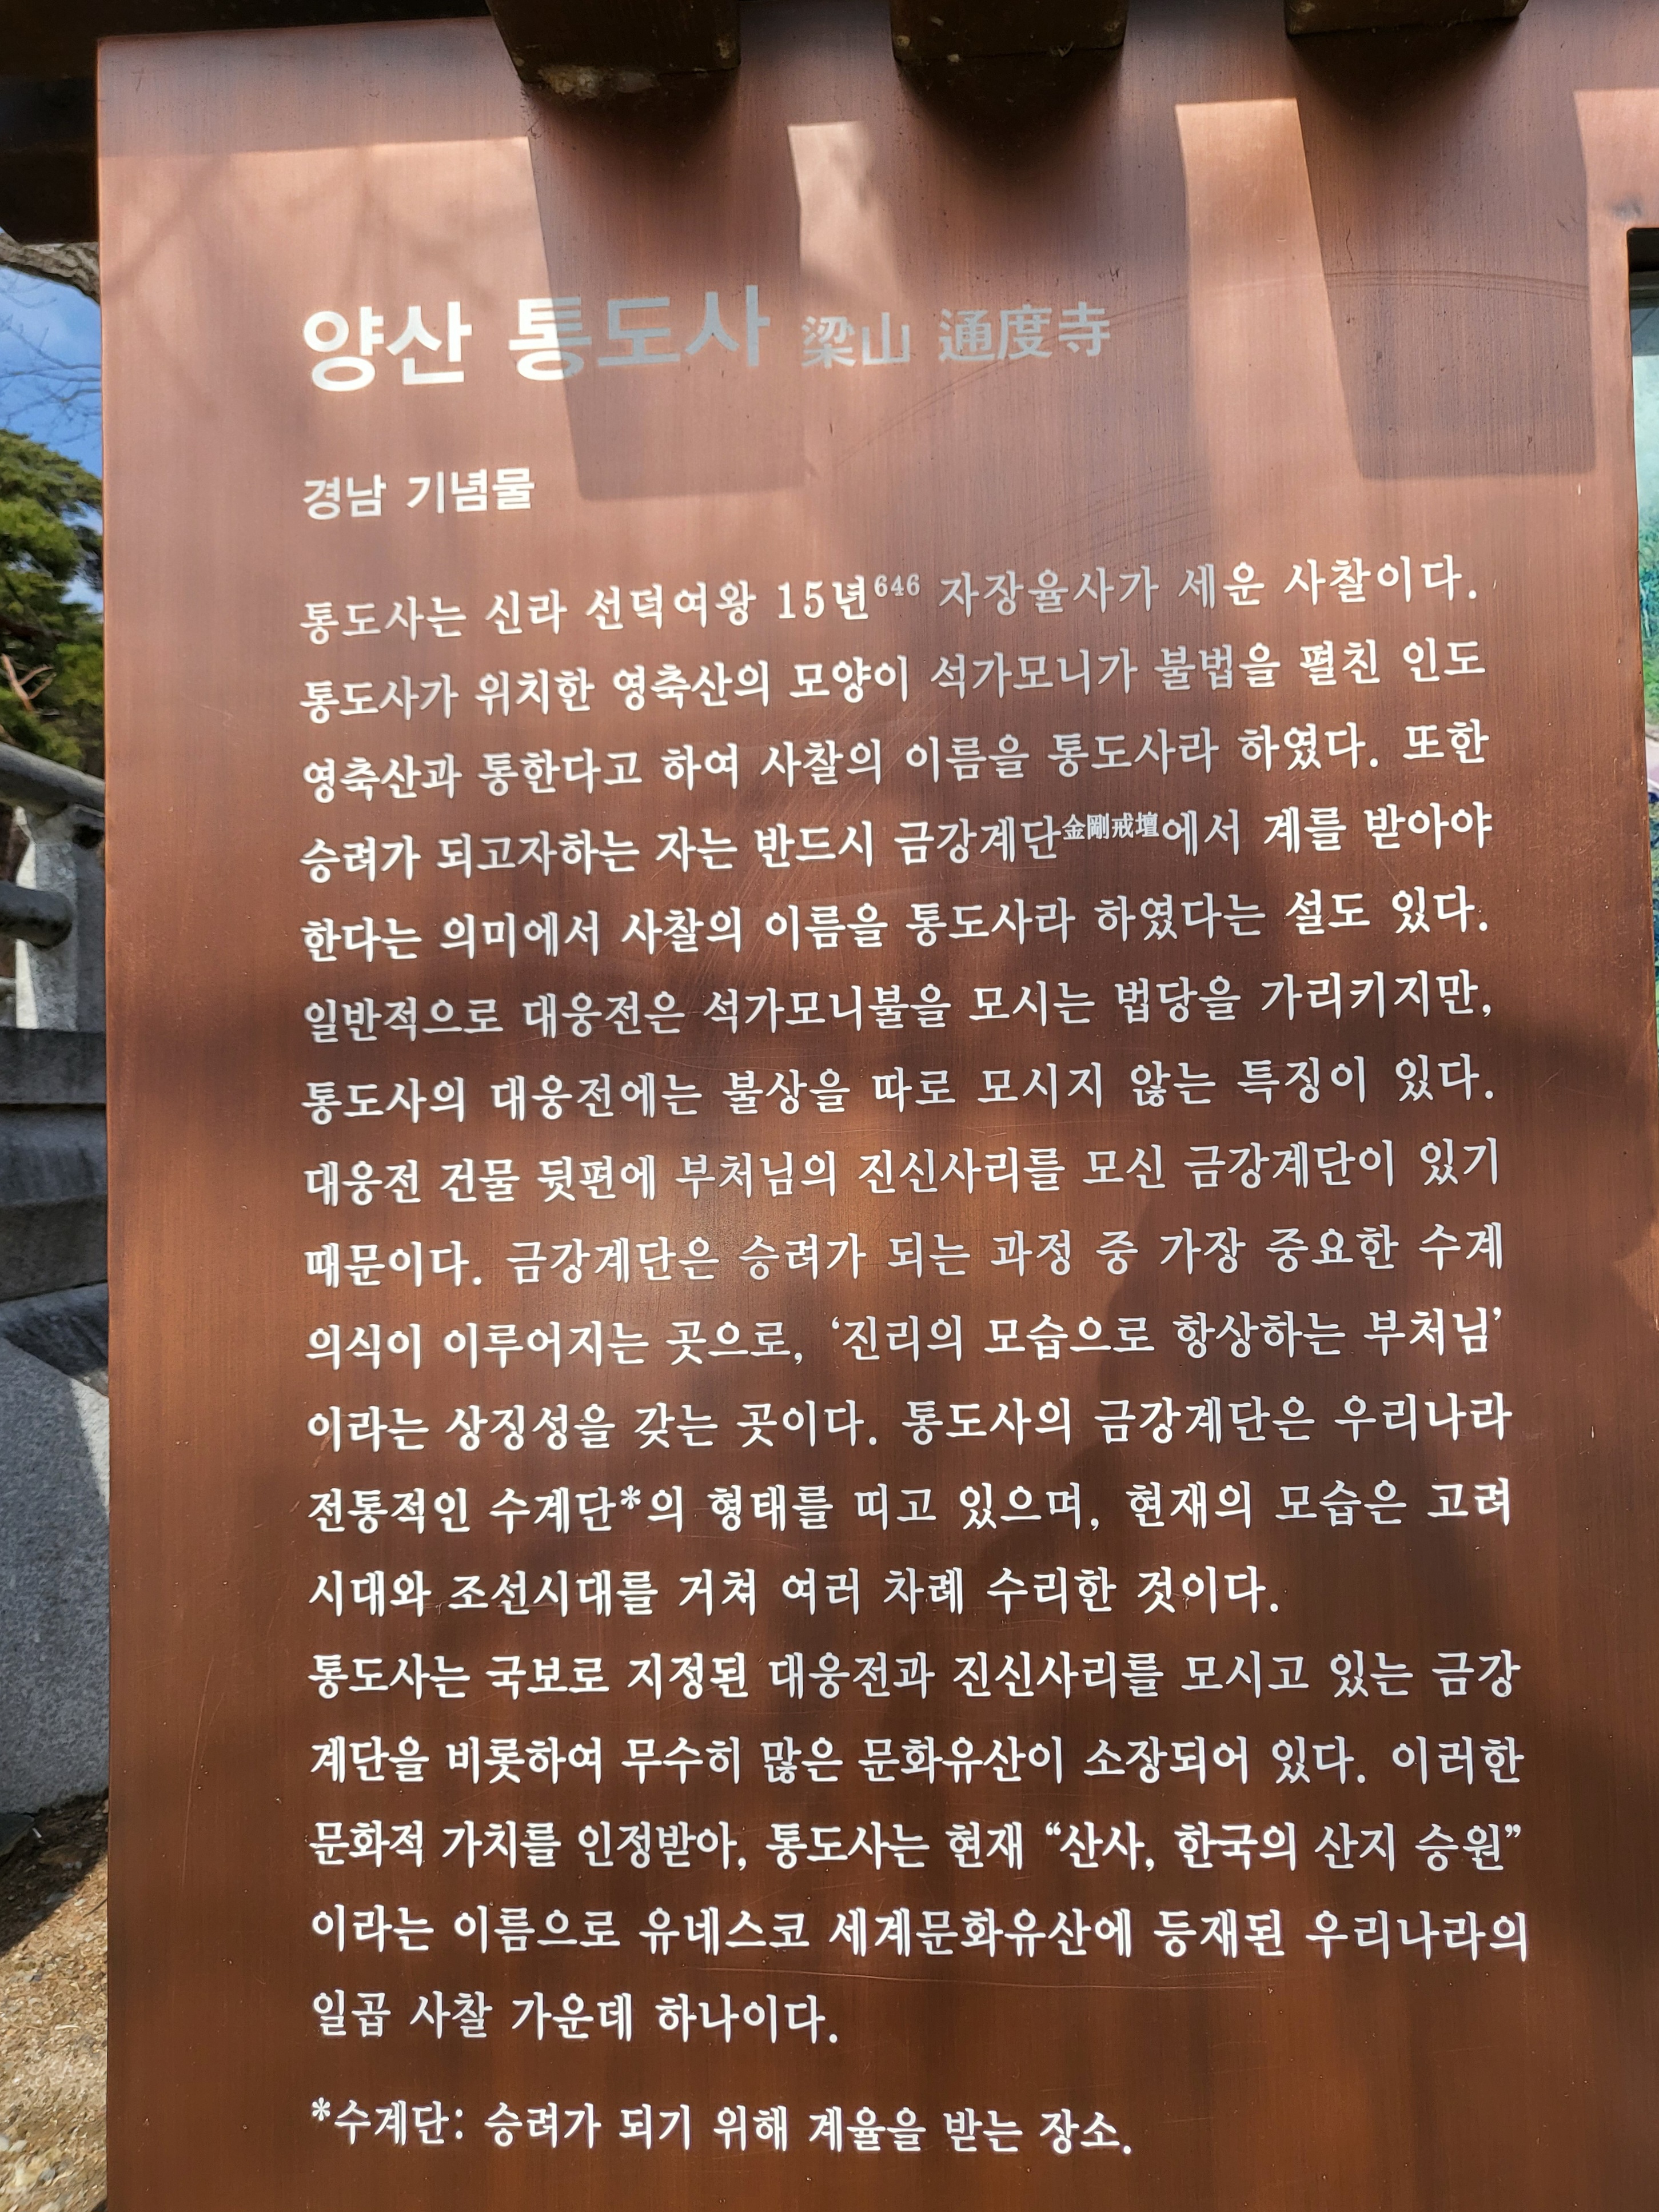 양산 통도사 梁山 通度寺
경남 기념물
통도사는 신라 선덕여왕 15년646 자장율사가 세운 사찰이다.
통도사가 위치한 영축산의 모양이 석가모니가 불법을 펼친 인도
영축산과 통한다고 하여 사찰의 이름을 통도사라 하였다. 또한
승려가 되고자하는 자는 반드시 금강계단金剛戒壇에서 계를 받아야
한다는 의미에서 사찰의 이름을 통도사라 하였다는 설도 있다.
일반적으로 대웅전은 석가모니불을 모시는 법당을 가리키지만,
통도사의 대웅전에는 불상을 따로 모시지 않는 특징이 있다.
대웅전 건물 뒷편에 부처님의 진신사리를 모신 금강계단이 있기
때문이다. 금강계단은 승려가 되는 과정 중 가장 중요한 수계
의식이 이루어지는 곳으로, ‘진리의 모습으로 항상하는 부처님’
이라는 상징성을 갖는 곳이다. 통도사의 금강계단은 우리나라
전통적인 수계단*의 형태를 띠고 있으며, 현재의 모습은 고려
시대와 조선시대를 거쳐 여러 차례 수리한 것이다.
통도사는 국보로 지정된 대웅전과 진신사리를 모시고 있는 금강
계단을 비롯하여 무수히 많은 문화유산이 소장되어 있다. 이러한
문화적 가치를 인정받아, 통도사는 현재 “산사, 한국의 산지 승원”
이라는 이름으로 유네스코 세계문화유산에 등재된 우리나라의
일곱 사찰 가운데 하나이다.
*수계단: 승려가 되기 위해 계율을 받는 장소.